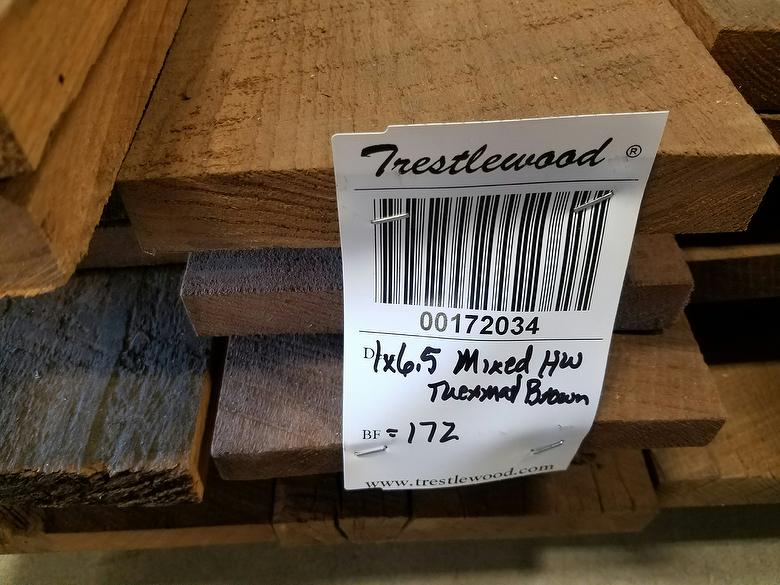 Trestlewood ®
00172034
D 1x6.5 Mixed HW
Thermal Brown
BF = 172
www.trestlewood.com